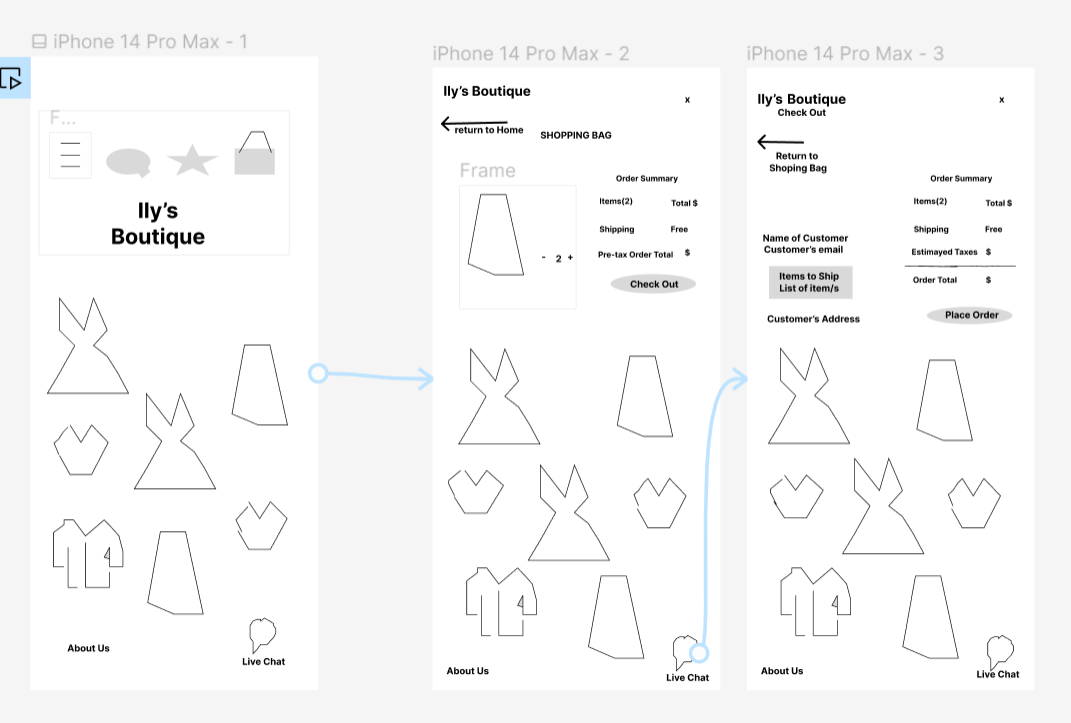 iPhone 14 Pro Max - 1
F...
Ily's
Boutique
About Us
Live Chat
iPhone 14 Pro Max - 2
Ily's Boutique
x
return to Home
SHOPPING BAG
Frame
Order Summary
Items(2) Total $
Shipping Free
- 2 +
Pre-tax Order Total $
Check Out
About Us
Live Chat
iPhone 14 Pro Max - 3
Ily's Boutique
x
Check Out
Return to
Shoping Bag
Order Summary
Items(2) Total $
Shipping Free
Name of Customer
Customer's email
Estimayed Taxes $
Items to Ship
List of item/s
Order Total $
Customer's Address
Place Order
About Us
Live Chat